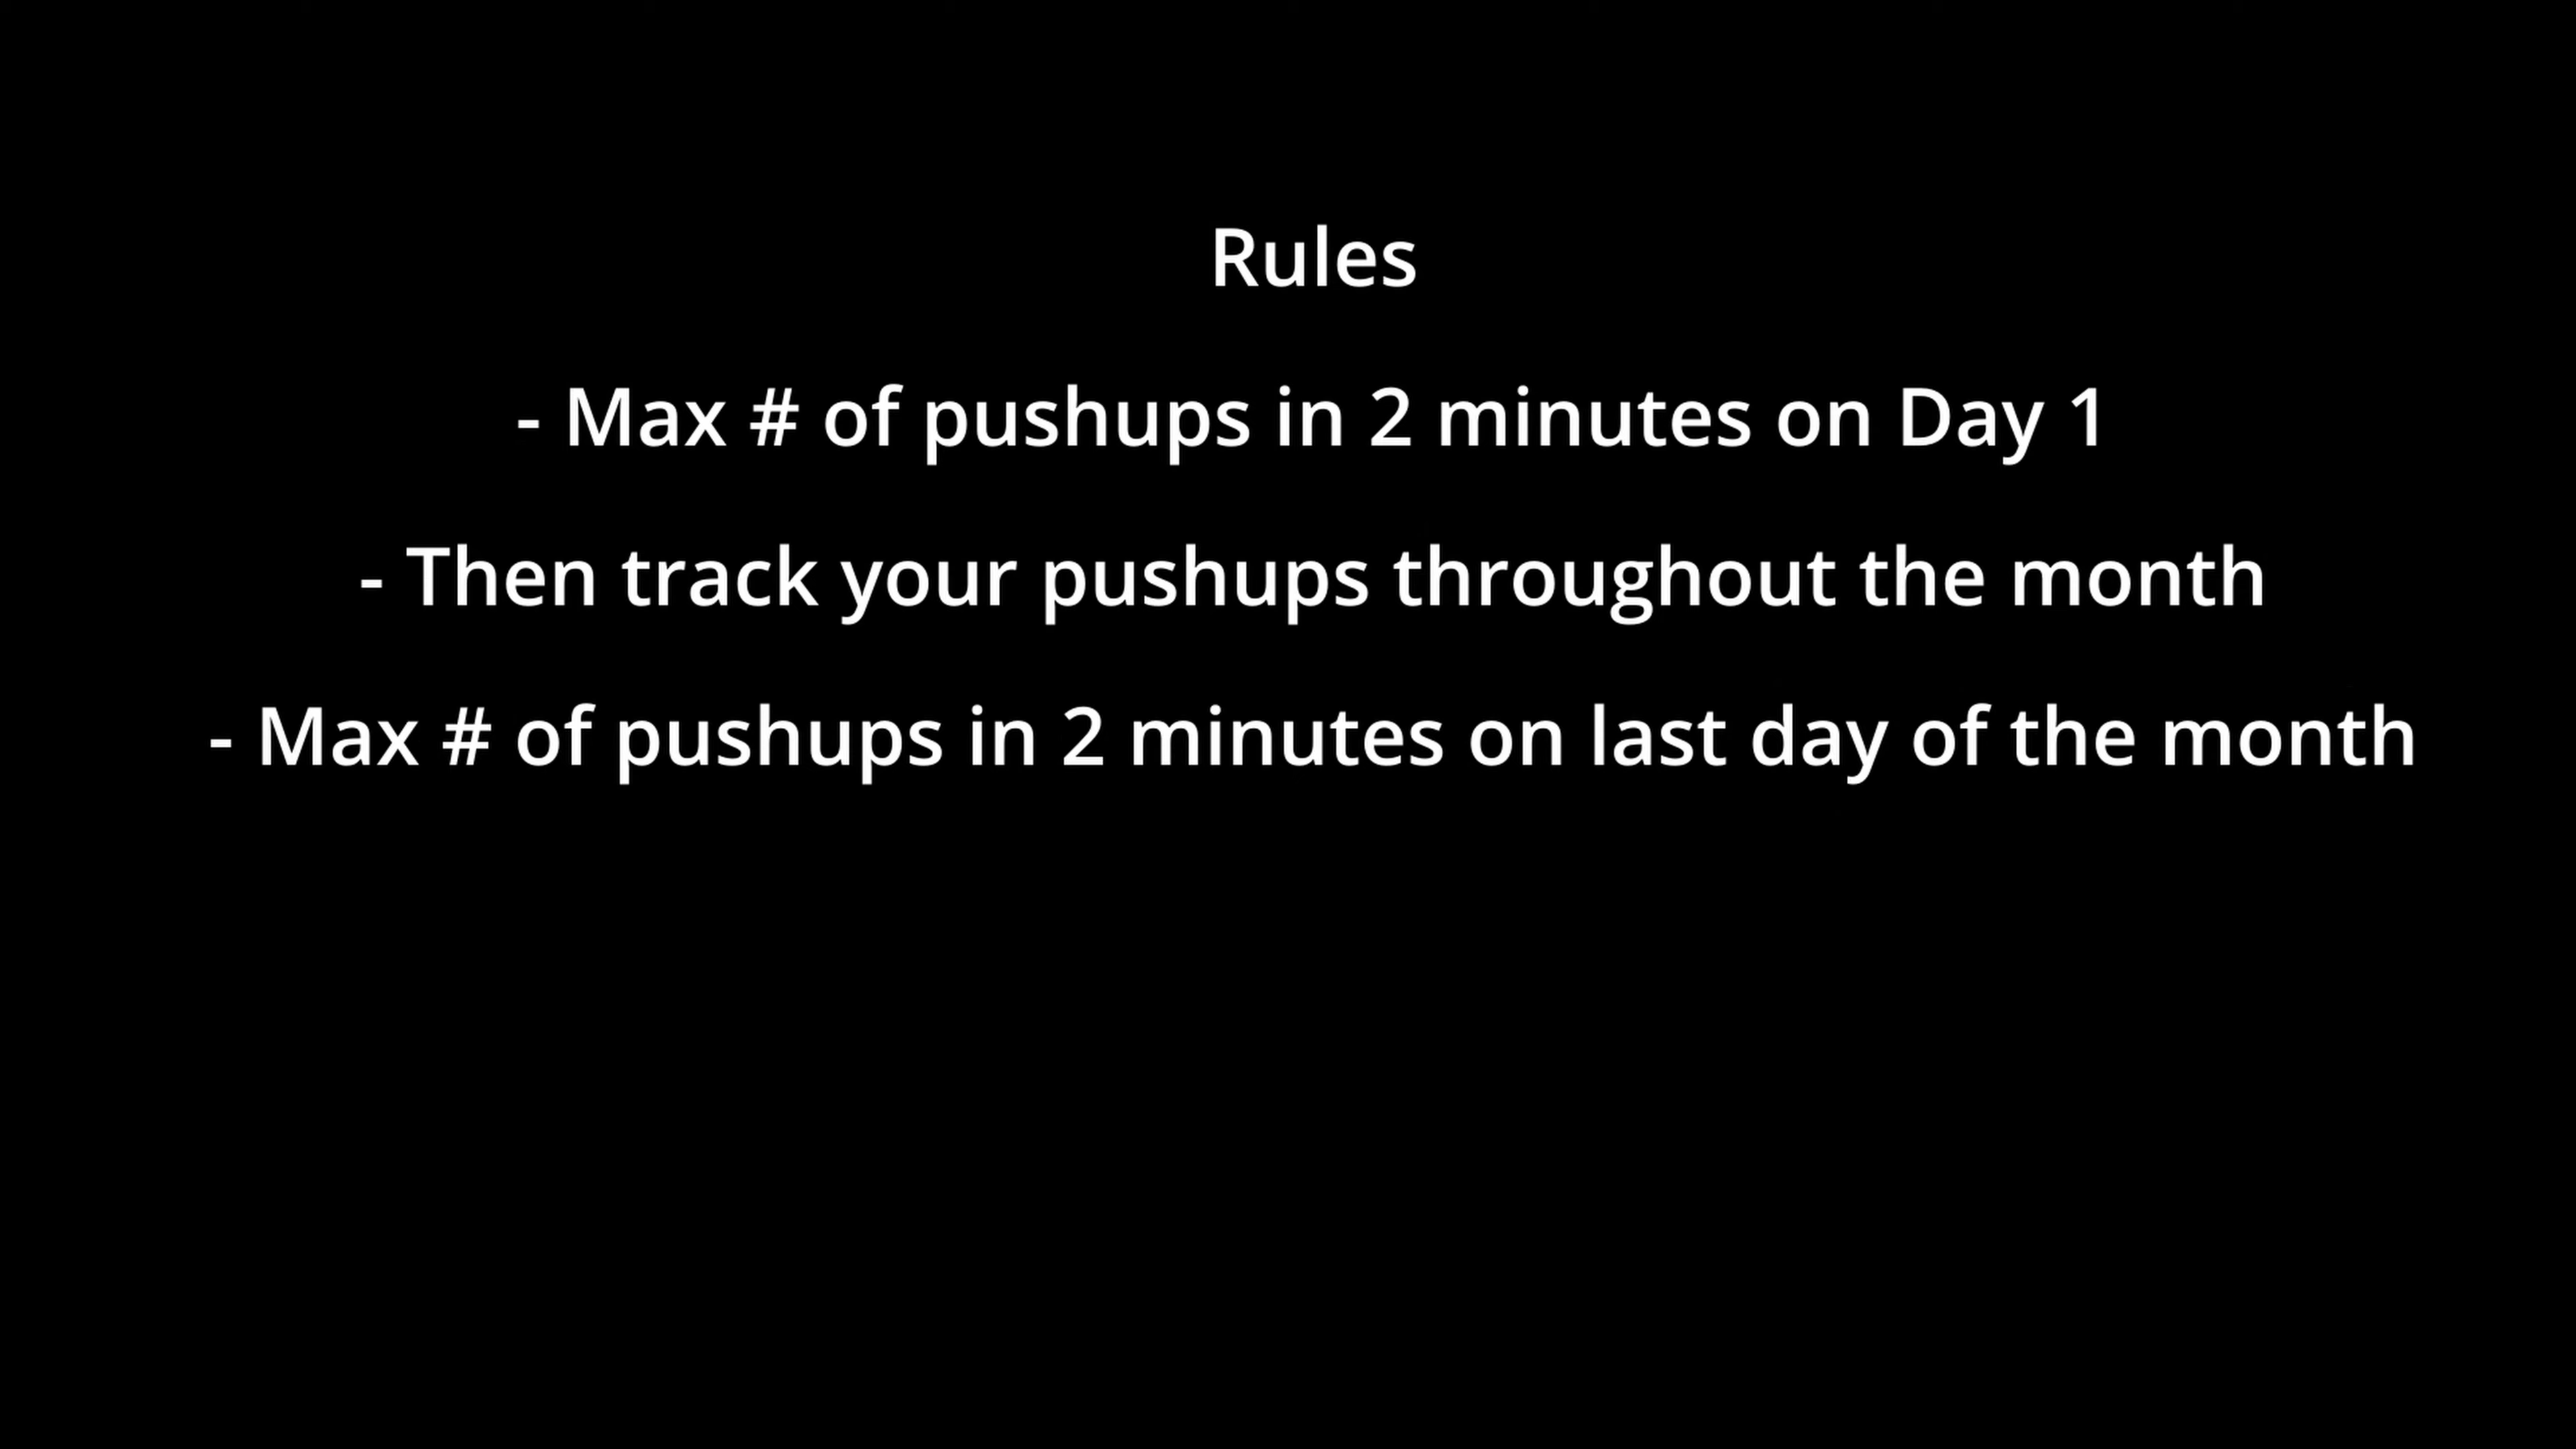 Rules
- Max # of pushups in 2 minutes on Day 1
- Then track your pushups throughout the month
- Max # of pushups in 2 minutes on last day of the month